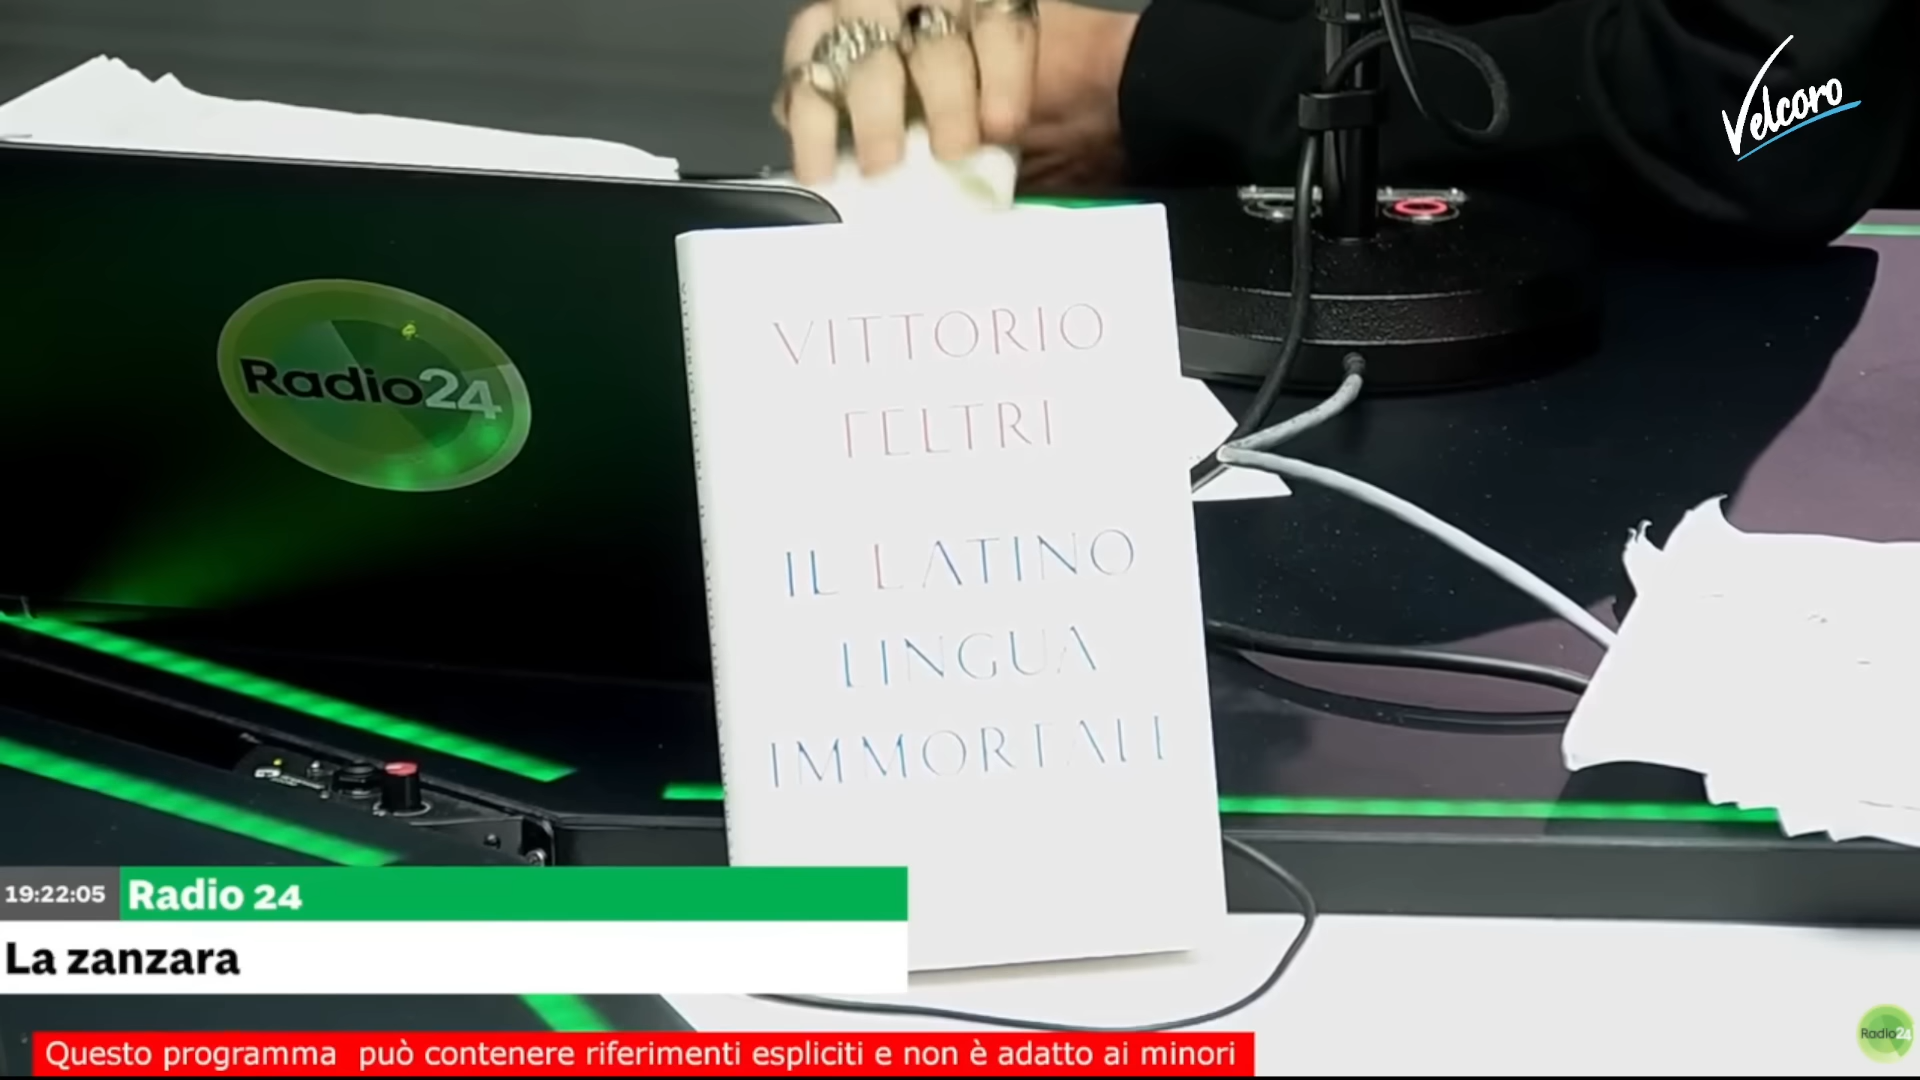 Velcoro
Radio24
VITTORIO
FELTRI
IL LATINO
LINGUA
IMMORTALE
19:22:05 Radio 24
La zanzara
Radio24
Questo programma può contenere riferimenti espliciti e non è adatto ai minori